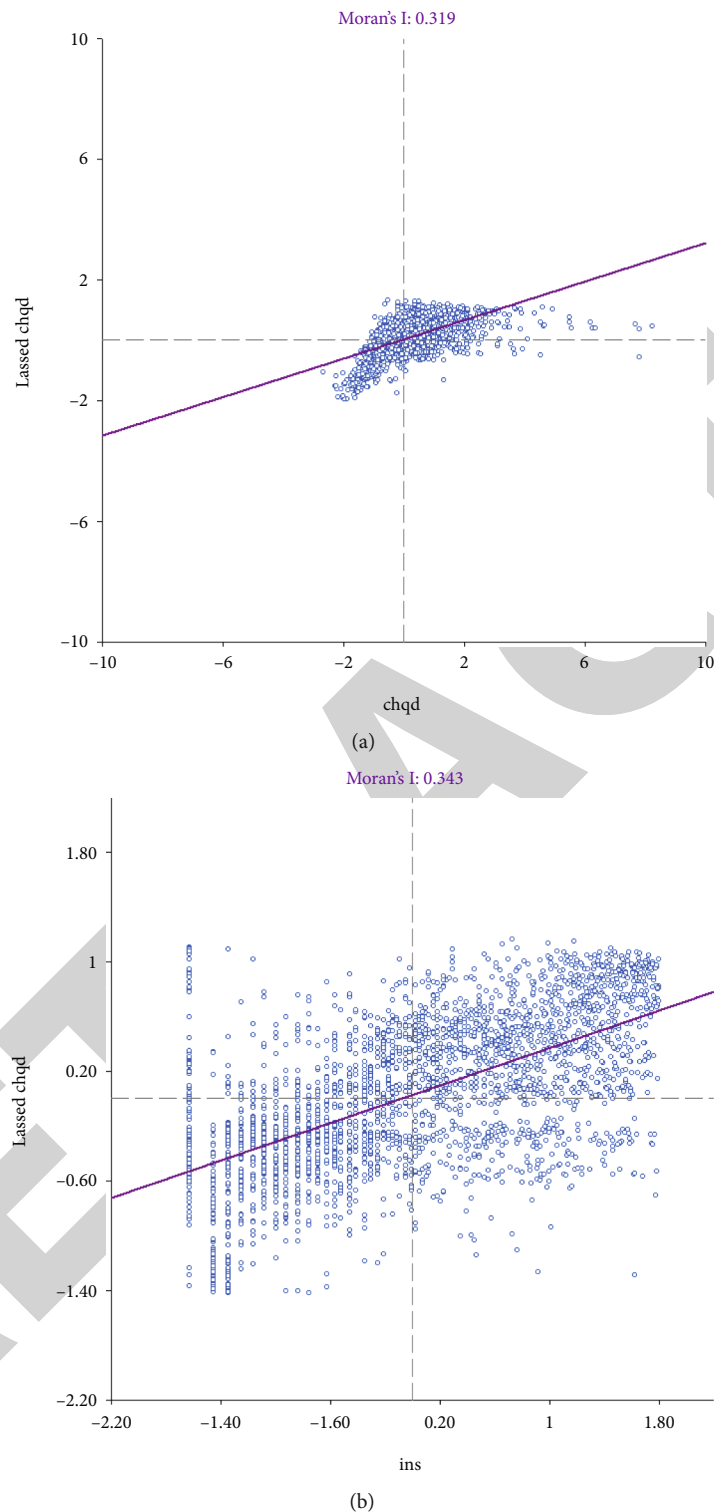 Moran's I: 0.319
10
6
2
−2
−6
−10
Lassed chqd
−10 −6 −2 2 6 10
chqd
(a)
Moran's I: 0.343
1.80
1
0.20
−0.60
−1.40
−2.20
Lassed chqd
−2.20 −1.40 −1.60 0.20 1 1.80
ins
(b)